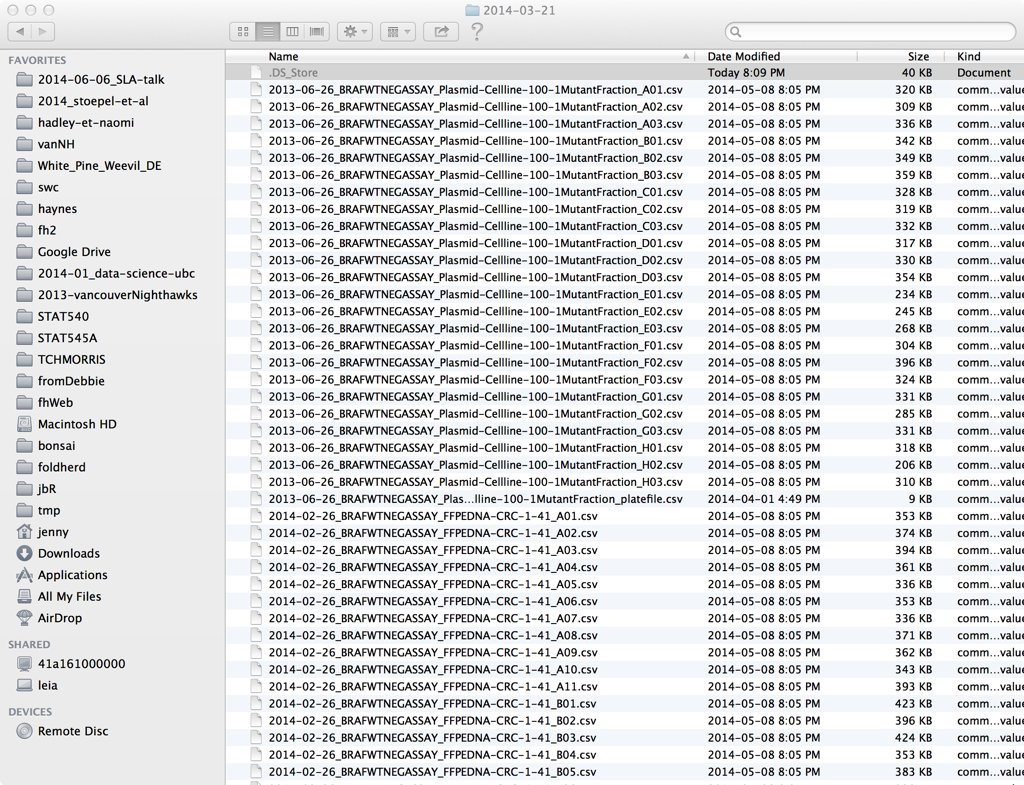 2014-03-21
Name Date Modified Size Kind
FAVORITES
2014-06-06_SLA-talk
2014_stoepel-et-al
hadley-et-naomi
vanNH
White_Pine_Weevil_DE
swc
haynes
fh2
Google Drive
2014-01_data-science-ubc
2013-vancouverNighthawks
STAT540
STAT545A
TCHMORRIS
fromDebbie
fhWeb
Macintosh HD
bonsai
foldherd
jbR
tmp
jenny
Downloads
Applications
All My Files
AirDrop
SHARED
41a161000000
leia
DEVICES
Remote Disc
.DS_Store Today 8:09 PM 40 KB Document
2013-06-26_BRAFWTNEGASSAY_Plasmid-Cellline-100-1MutantFraction_A01.csv 2014-05-08 8:05 PM 320 KB comm...value
2013-06-26_BRAFWTNEGASSAY_Plasmid-Cellline-100-1MutantFraction_A02.csv 2014-05-08 8:05 PM 309 KB comm...value
2013-06-26_BRAFWTNEGASSAY_Plasmid-Cellline-100-1MutantFraction_A03.csv 2014-05-08 8:05 PM 336 KB comm...value
2013-06-26_BRAFWTNEGASSAY_Plasmid-Cellline-100-1MutantFraction_B01.csv 2014-05-08 8:05 PM 342 KB comm...value
2013-06-26_BRAFWTNEGASSAY_Plasmid-Cellline-100-1MutantFraction_B02.csv 2014-05-08 8:05 PM 349 KB comm...value
2013-06-26_BRAFWTNEGASSAY_Plasmid-Cellline-100-1MutantFraction_B03.csv 2014-05-08 8:05 PM 359 KB comm...value
2013-06-26_BRAFWTNEGASSAY_Plasmid-Cellline-100-1MutantFraction_C01.csv 2014-05-08 8:05 PM 328 KB comm...value
2013-06-26_BRAFWTNEGASSAY_Plasmid-Cellline-100-1MutantFraction_C02.csv 2014-05-08 8:05 PM 319 KB comm...value
2013-06-26_BRAFWTNEGASSAY_Plasmid-Cellline-100-1MutantFraction_C03.csv 2014-05-08 8:05 PM 332 KB comm...value
2013-06-26_BRAFWTNEGASSAY_Plasmid-Cellline-100-1MutantFraction_D01.csv 2014-05-08 8:05 PM 317 KB comm...value
2013-06-26_BRAFWTNEGASSAY_Plasmid-Cellline-100-1MutantFraction_D02.csv 2014-05-08 8:05 PM 330 KB comm...value
2013-06-26_BRAFWTNEGASSAY_Plasmid-Cellline-100-1MutantFraction_D03.csv 2014-05-08 8:05 PM 354 KB comm...value
2013-06-26_BRAFWTNEGASSAY_Plasmid-Cellline-100-1MutantFraction_E01.csv 2014-05-08 8:05 PM 234 KB comm...value
2013-06-26_BRAFWTNEGASSAY_Plasmid-Cellline-100-1MutantFraction_E02.csv 2014-05-08 8:05 PM 245 KB comm...value
2013-06-26_BRAFWTNEGASSAY_Plasmid-Cellline-100-1MutantFraction_E03.csv 2014-05-08 8:05 PM 268 KB comm...value
2013-06-26_BRAFWTNEGASSAY_Plasmid-Cellline-100-1MutantFraction_F01.csv 2014-05-08 8:05 PM 304 KB comm...value
2013-06-26_BRAFWTNEGASSAY_Plasmid-Cellline-100-1MutantFraction_F02.csv 2014-05-08 8:05 PM 396 KB comm...value
2013-06-26_BRAFWTNEGASSAY_Plasmid-Cellline-100-1MutantFraction_F03.csv 2014-05-08 8:05 PM 324 KB comm...value
2013-06-26_BRAFWTNEGASSAY_Plasmid-Cellline-100-1MutantFraction_G01.csv 2014-05-08 8:05 PM 331 KB comm...value
2013-06-26_BRAFWTNEGASSAY_Plasmid-Cellline-100-1MutantFraction_G02.csv 2014-05-08 8:05 PM 285 KB comm...value
2013-06-26_BRAFWTNEGASSAY_Plasmid-Cellline-100-1MutantFraction_G03.csv 2014-05-08 8:05 PM 331 KB comm...value
2013-06-26_BRAFWTNEGASSAY_Plasmid-Cellline-100-1MutantFraction_H01.csv 2014-05-08 8:05 PM 318 KB comm...value
2013-06-26_BRAFWTNEGASSAY_Plasmid-Cellline-100-1MutantFraction_H02.csv 2014-05-08 8:05 PM 206 KB comm...value
2013-06-26_BRAFWTNEGASSAY_Plasmid-Cellline-100-1MutantFraction_H03.csv 2014-05-08 8:05 PM 310 KB comm...value
2013-06-26_BRAFWTNEGASSAY_Plas...lline-100-1MutantFraction_platefile.csv 2014-04-01 4:49 PM 9 KB comm...value
2014-02-26_BRAFWTNEGASSAY_FFPEDNA-CRC-1-41_A01.csv 2014-05-08 8:05 PM 353 KB comm...value
2014-02-26_BRAFWTNEGASSAY_FFPEDNA-CRC-1-41_A02.csv 2014-05-08 8:05 PM 374 KB comm...value
2014-02-26_BRAFWTNEGASSAY_FFPEDNA-CRC-1-41_A03.csv 2014-05-08 8:05 PM 394 KB comm...value
2014-02-26_BRAFWTNEGASSAY_FFPEDNA-CRC-1-41_A04.csv 2014-05-08 8:05 PM 361 KB comm...value
2014-02-26_BRAFWTNEGASSAY_FFPEDNA-CRC-1-41_A05.csv 2014-05-08 8:05 PM 336 KB comm...value
2014-02-26_BRAFWTNEGASSAY_FFPEDNA-CRC-1-41_A06.csv 2014-05-08 8:05 PM 353 KB comm...value
2014-02-26_BRAFWTNEGASSAY_FFPEDNA-CRC-1-41_A07.csv 2014-05-08 8:05 PM 336 KB comm...value
2014-02-26_BRAFWTNEGASSAY_FFPEDNA-CRC-1-41_A08.csv 2014-05-08 8:05 PM 371 KB comm...value
2014-02-26_BRAFWTNEGASSAY_FFPEDNA-CRC-1-41_A09.csv 2014-05-08 8:05 PM 362 KB comm...value
2014-02-26_BRAFWTNEGASSAY_FFPEDNA-CRC-1-41_A10.csv 2014-05-08 8:05 PM 343 KB comm...value
2014-02-26_BRAFWTNEGASSAY_FFPEDNA-CRC-1-41_A11.csv 2014-05-08 8:05 PM 393 KB comm...value
2014-02-26_BRAFWTNEGASSAY_FFPEDNA-CRC-1-41_B01.csv 2014-05-08 8:05 PM 423 KB comm...value
2014-02-26_BRAFWTNEGASSAY_FFPEDNA-CRC-1-41_B02.csv 2014-05-08 8:05 PM 396 KB comm...value
2014-02-26_BRAFWTNEGASSAY_FFPEDNA-CRC-1-41_B03.csv 2014-05-08 8:05 PM 424 KB comm...value
2014-02-26_BRAFWTNEGASSAY_FFPEDNA-CRC-1-41_B04.csv 2014-05-08 8:05 PM 353 KB comm...value
2014-02-26_BRAFWTNEGASSAY_FFPEDNA-CRC-1-41_B05.csv 2014-05-08 8:05 PM 383 KB comm...value